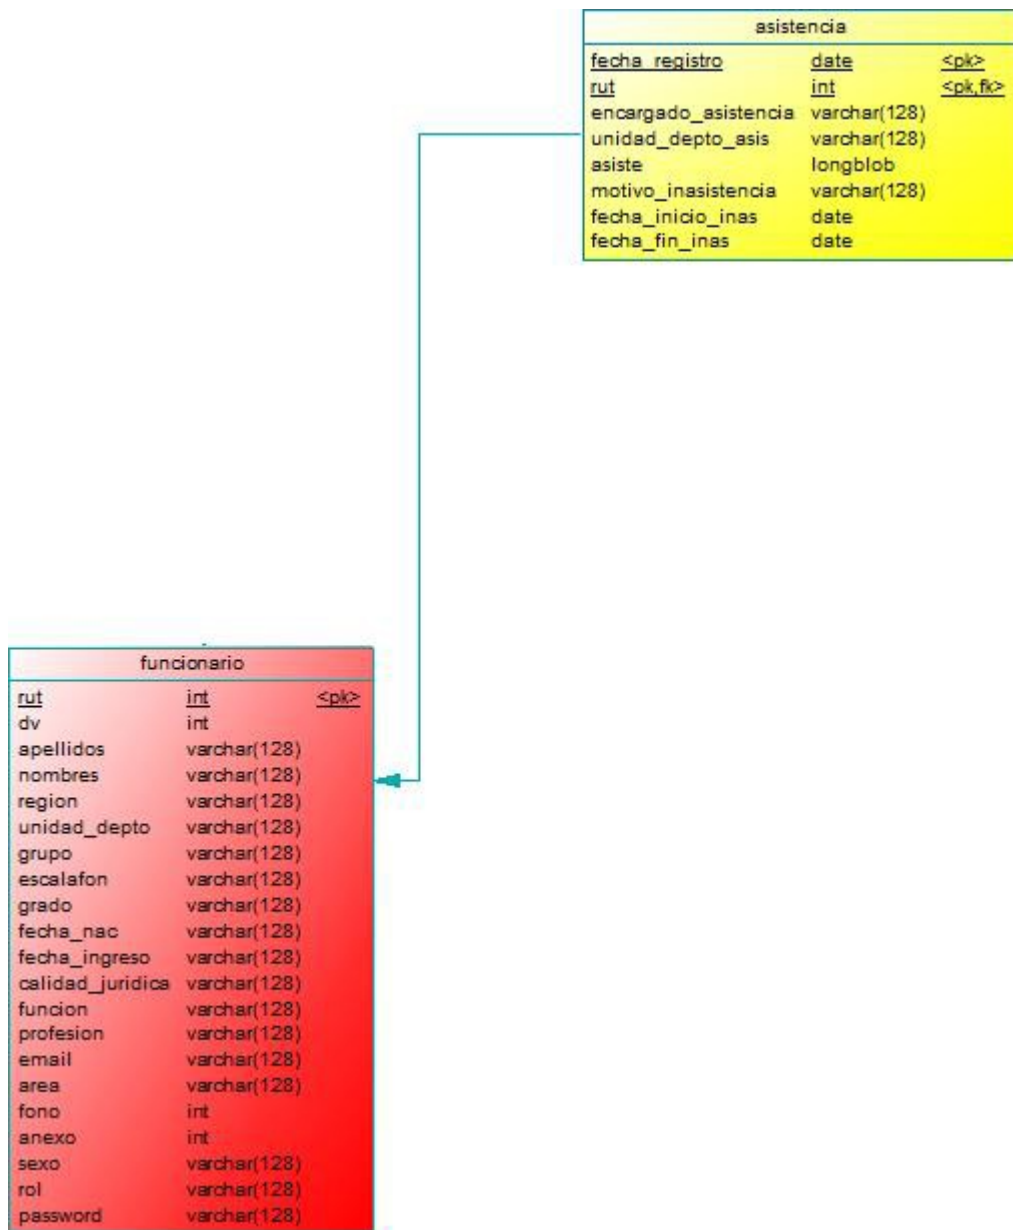 asistencia
fecha_registro date <pk>
rut int <pk,fk>
encargado_asistencia varchar(128)
unidad_depto_asis varchar(128)
asiste longblob
motivo_inasistencia varchar(128)
fecha_inicio_inas date
fecha_fin_inas date
funcionario
rut int <pk>
dv int
apellidos varchar(128)
nombres varchar(128)
region varchar(128)
unidad_depto varchar(128)
grupo varchar(128)
escalafon varchar(128)
grado varchar(128)
fecha_nac varchar(128)
fecha_ingreso varchar(128)
calidad_juridica varchar(128)
funcion varchar(128)
profesion varchar(128)
email varchar(128)
area varchar(128)
fono int
anexo int
sexo varchar(128)
rol varchar(128)
password varchar(128)